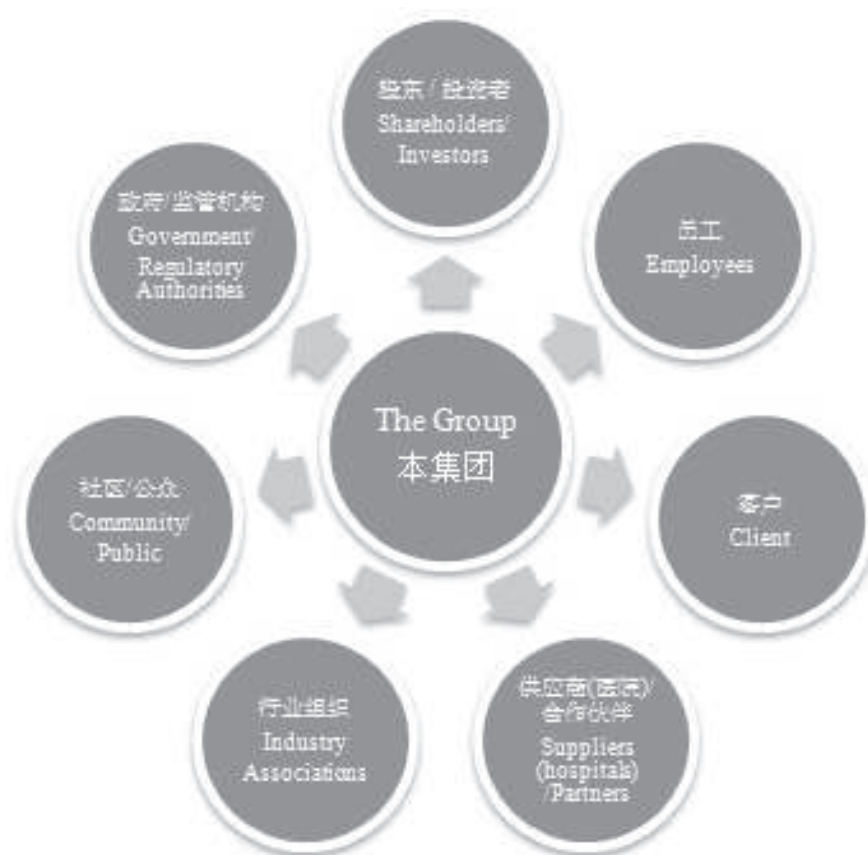 股东 / 投资者
Shareholders/
Investors
员工
Employees
客户
Client
供应商(医院)/
合作伙伴
Suppliers
(hospitals)
/Partners
行业组织
Industry
Associations
社区/公众
Community/
Public
政府/监管机构
Government/
Regulatory
Authorities
The Group
本集团